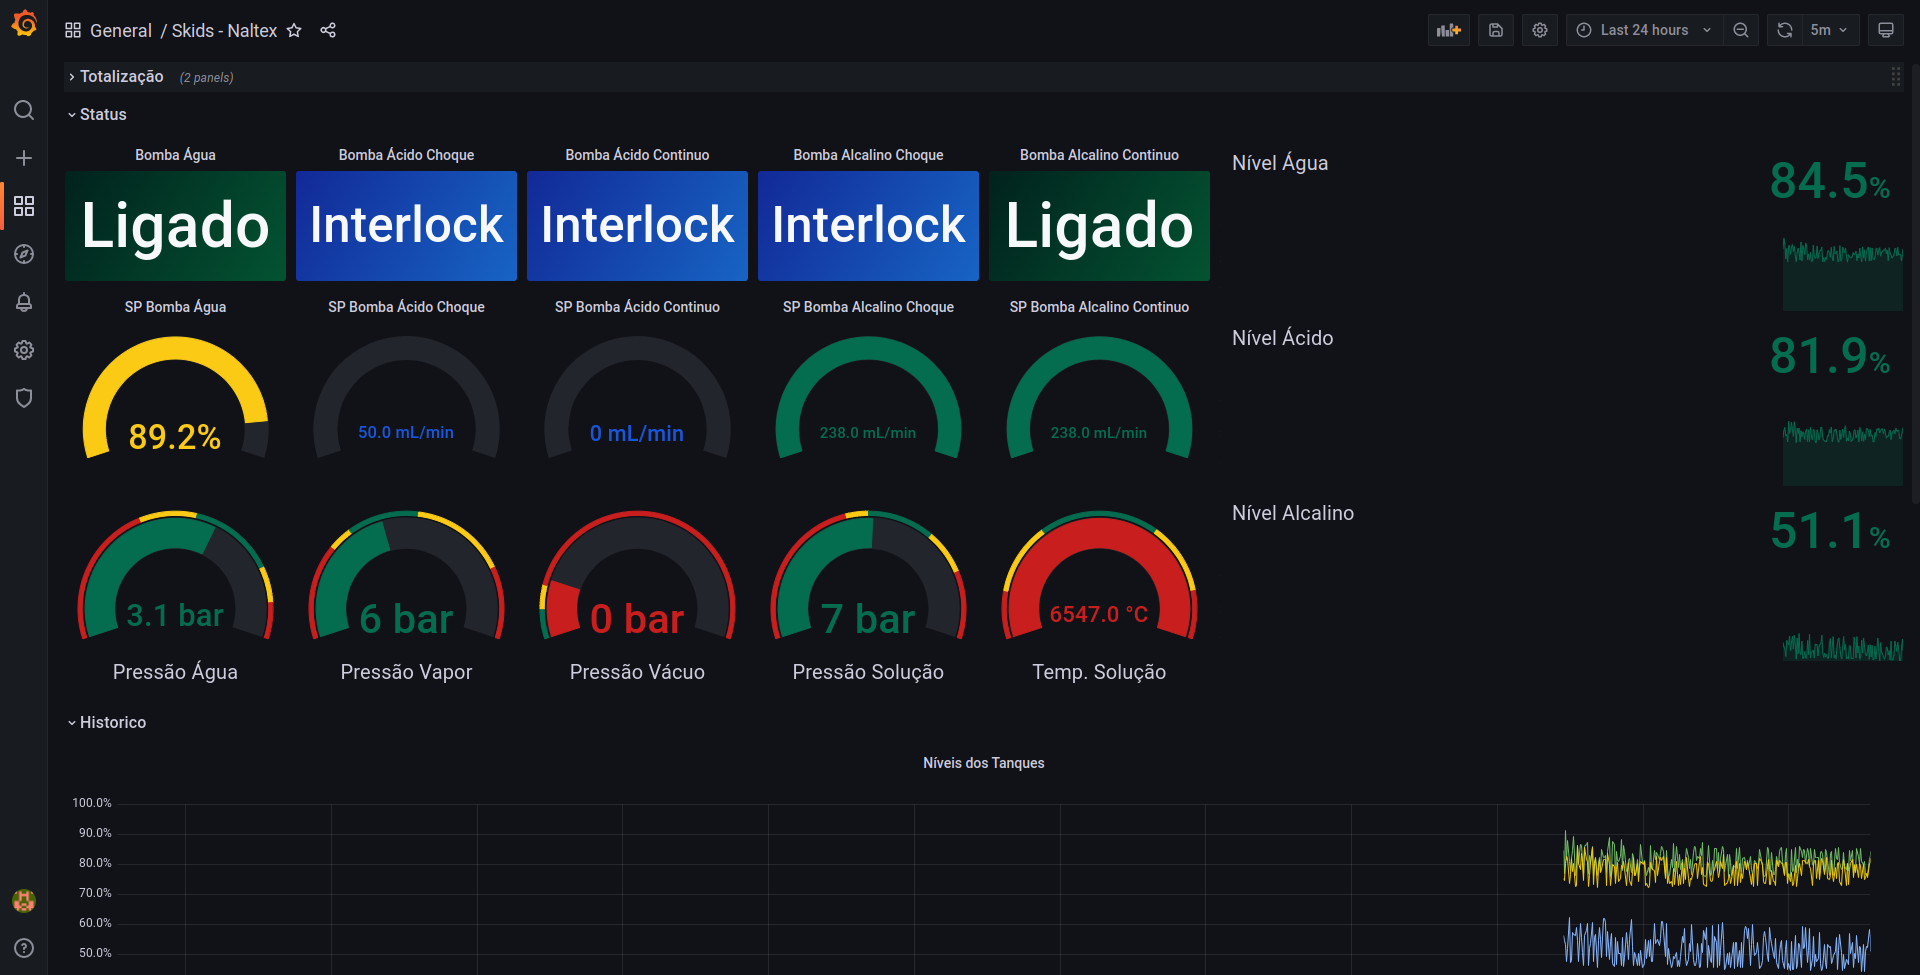 General / Skids - Naltex
Last 24 hours
5m
Totalização (2 panels)
Status
Bomba Água
Bomba Ácido Choque
Bomba Ácido Continuo
Bomba Alcalino Choque
Bomba Alcalino Continuo
Ligado
Interlock
Interlock
Interlock
Ligado
SP Bomba Água
SP Bomba Ácido Choque
SP Bomba Ácido Continuo
SP Bomba Alcalino Choque
SP Bomba Alcalino Continuo
89.2%
50.0 mL/min
0 mL/min
238.0 mL/min
238.0 mL/min
3.1 bar
6 bar
0 bar
7 bar
6547.0 °C
Pressão Água
Pressão Vapor
Pressão Vácuo
Pressão Solução
Temp. Solução
Nível Água
84.5%
Nível Ácido
81.9%
Nível Alcalino
51.1%
Historico
Níveis dos Tanques
100.0%
90.0%
80.0%
70.0%
60.0%
50.0%